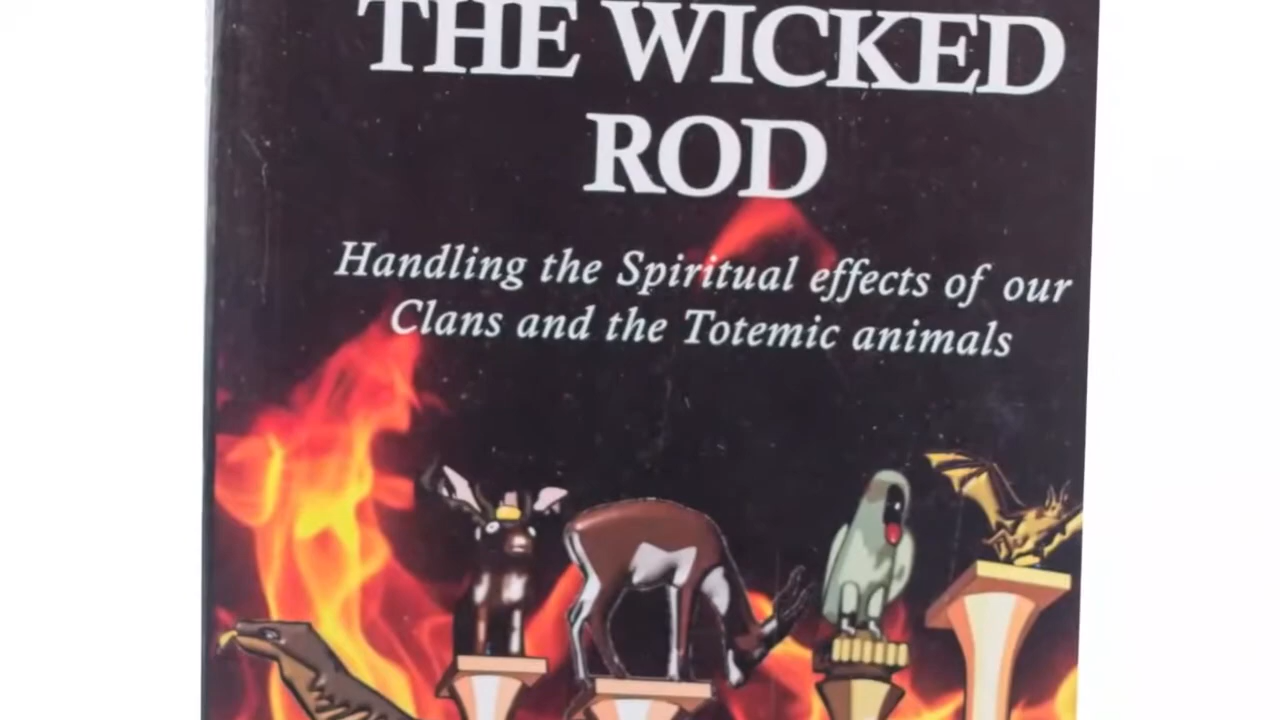 THE WICKED
ROD
Handling the Spiritual effects of our
Clans and the Totemic animals